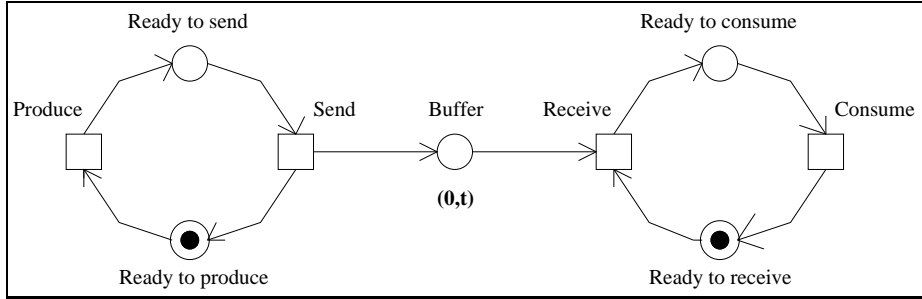 Ready to send
Ready to consume
Produce
Send
Buffer
Receive
Consume
(0,t)
Ready to produce
Ready to receive